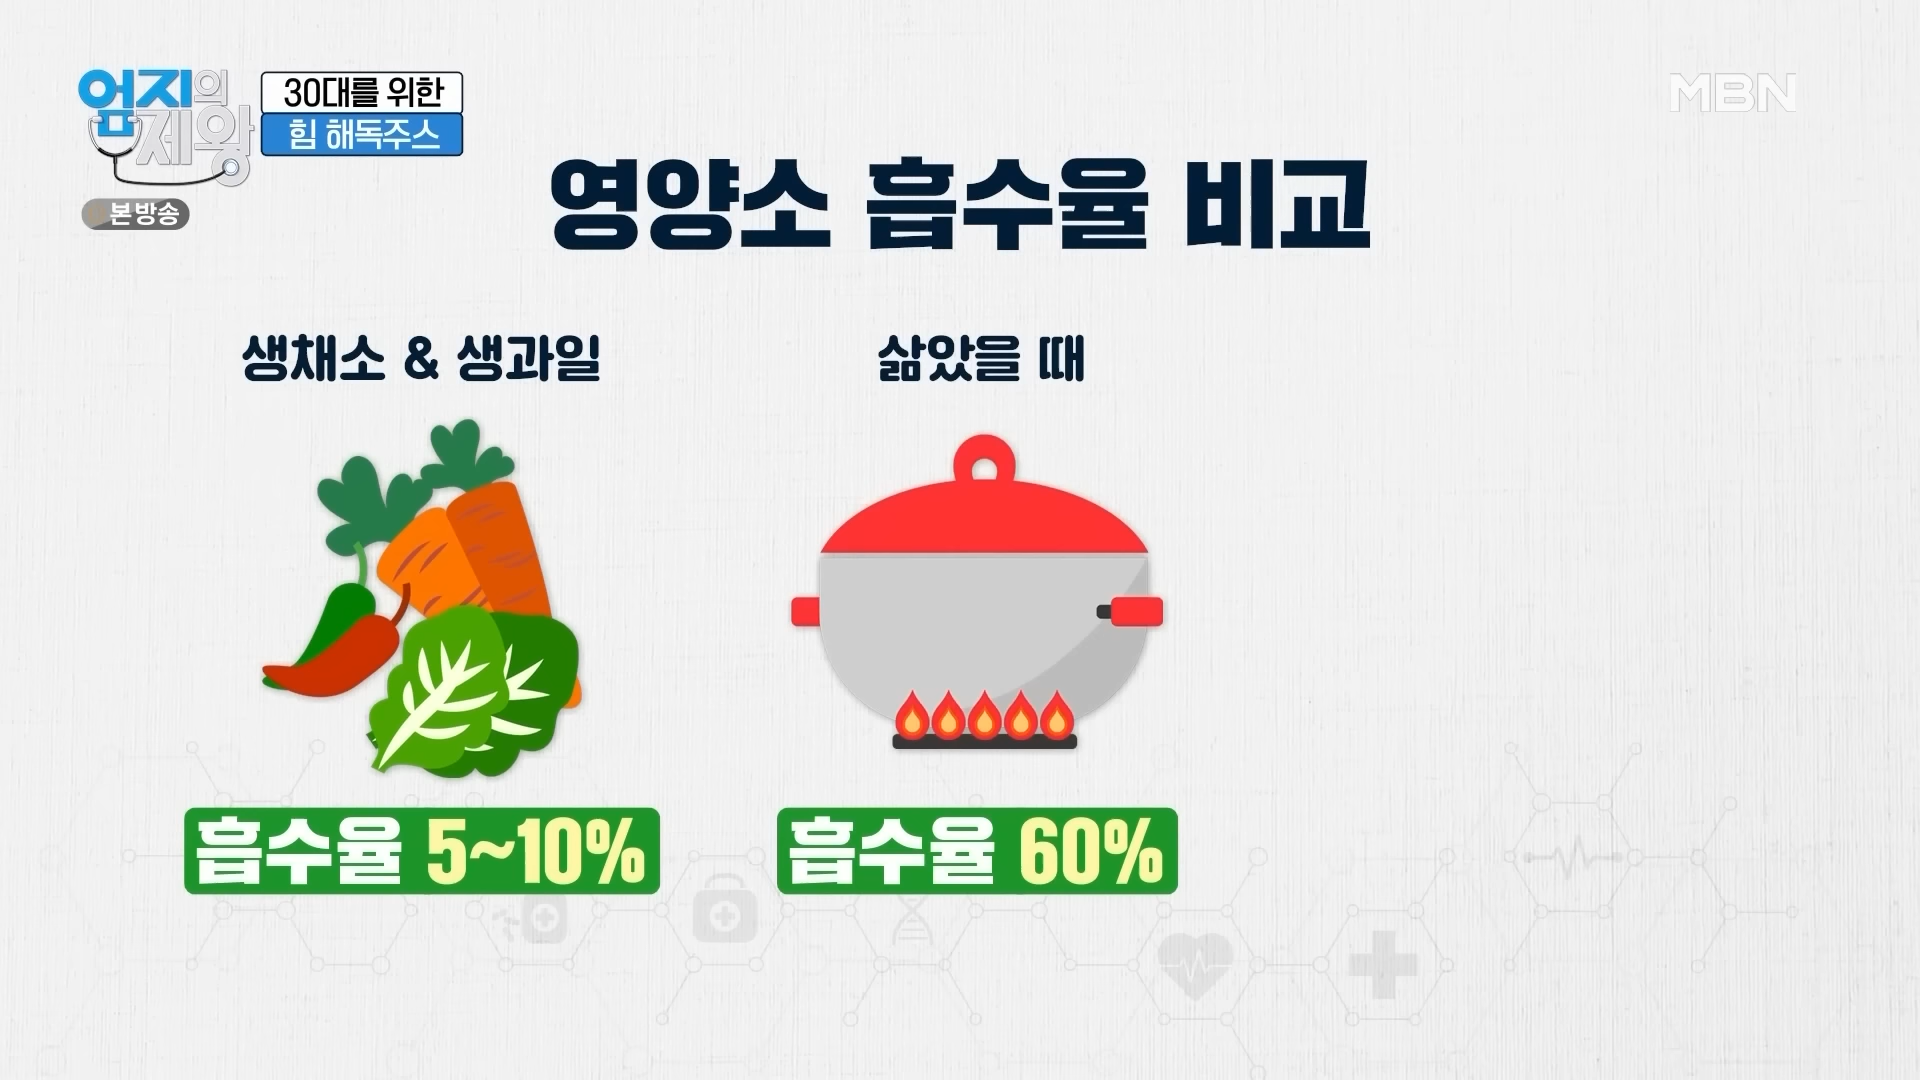 엄지의
제왕
30대를 위한
힘 해독주스
본방송
MBN
영양소 흡수율 비교
생채소 & 생과일
삶았을 때
흡수율 5~10%
흡수율 60%